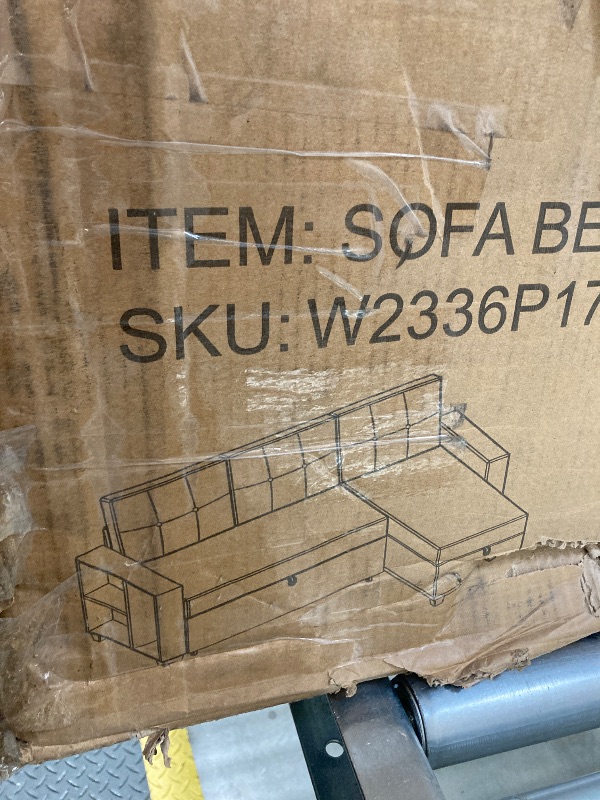 ITEM: SOFA BE
SKU: W2336P17